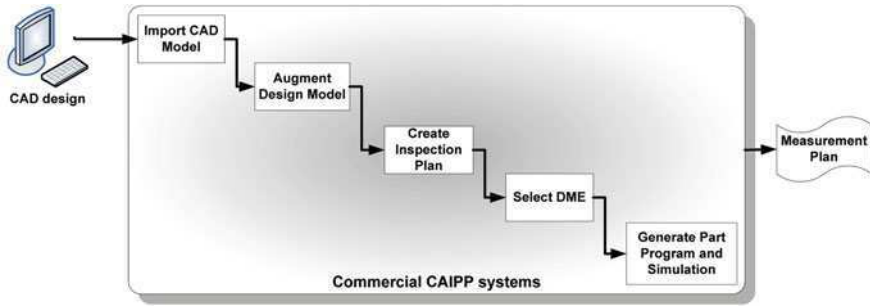 CAD design
Import CAD
Model
Augment
Design Model
Create
Inspection
Plan
Select DME
Generate Part
Program and
Simulation
Commercial CAIPP systems
Measurement
Plan